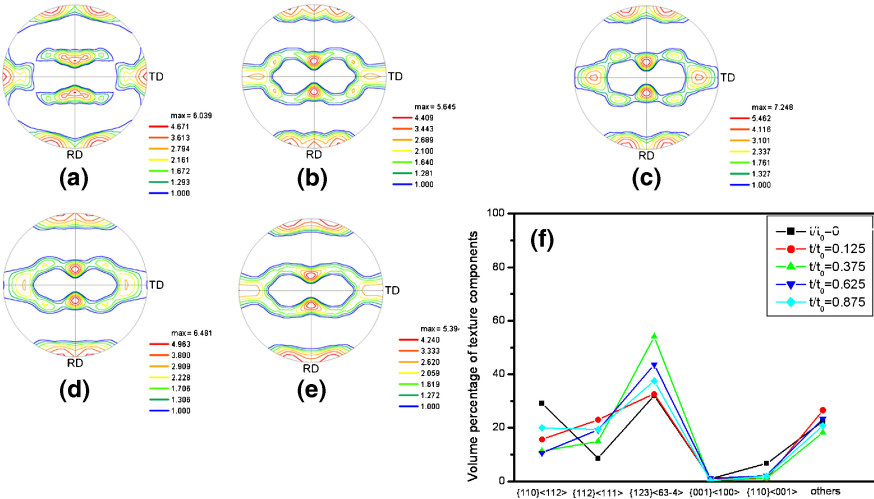 TD
max = 6.039
4.671
3.613
2.794
2.161
1.672
1.293
1.000
RD
(a)
TD
max = 5.645
4.409
3.443
2.689
2.100
1.640
1.281
1.000
RD
(b)
TD
max = 7.248
5.462
4.116
3.101
2.337
1.761
1.327
1.000
RD
(c)
TD
max = 6.481
4.963
3.800
2.909
2.228
1.706
1.306
1.000
RD
(d)
TD
max = 5.39
4.240
3.333
2.620
2.059
1.619
1.272
1.000
RD
(e)
(f)
Volume percentage of texture components
100
80
60
40
20
0
t/t0=0
t/t0=0.125
t/t0=0.375
t/t0=0.625
t/t0=0.875
{110}<112> {112}<111> {123}<63-4> {001}<100> {110}<001> others